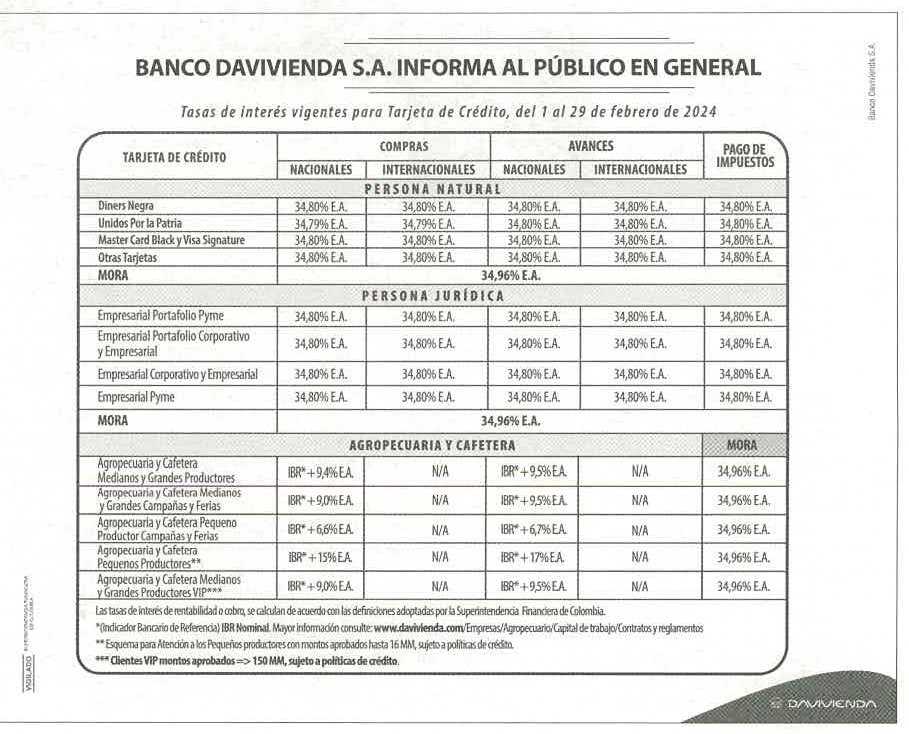 BANCO DAVIVIENDA S.A. INFORMA AL PÚBLICO EN GENERAL
Tasas de interés vigentes para Tarjeta de Crédito, del 1 al 29 de febrero de 2024
TARJETA DE CRÉDITO COMPRAS AVANCES PAGO DE IMPUESTOS
NACIONALES INTERNACIONALES NACIONALES INTERNACIONALES
PERSONA NATURAL
Diners Negra 34,80% E.A. 34,80% E.A. 34,80% E.A. 34,80% E.A. 34,80% E.A.
Unidos Por la Patria 34,79% E.A. 34,79% E.A. 34,80% E.A. 34,80% E.A. 34,80% E.A.
Master Card Black y Visa Signature 34,80% E.A. 34,80% E.A. 34,80% E.A. 34,80% E.A. 34,80% E.A.
Otras Tarjetas 34,80% E.A. 34,80% E.A. 34,80% E.A. 34,80% E.A. 34,80% E.A.
MORA 34,96% E.A.
PERSONA JURÍDICA
Empresarial Portafolio Pyme 34,80% E.A. 34,80% E.A. 34,80% E.A. 34,80% E.A. 34,80% E.A.
Empresarial Portafolio Corporativo
y Empresarial 34,80% E.A. 34,80% E.A. 34,80% E.A. 34,80% E.A. 34,80% E.A.
Empresarial Corporativo y Empresarial 34,80% E.A. 34,80% E.A. 34,80% E.A. 34,80% E.A. 34,80% E.A.
Empresarial Pyme 34,80% E.A. 34,80% E.A. 34,80% E.A. 34,80% E.A. 34,80% E.A.
MORA 34,96% E.A.
AGROPECUARIA Y CAFETERA MORA
Agropecuaria y Cafetera
Medianos y Grandes Productores IBR* + 9,4% E.A. N/A IBR* + 9,5% E.A. N/A 34,96% E.A.
Agropecuaria y Cafetera Medianos
y Grandes Campañas y Ferias IBR* + 9,0% E.A. N/A IBR* + 9,5% E.A. N/A 34,96% E.A.
Agropecuaria y Cafetera Pequeno
Productor Campañas y Ferias IBR* + 6,6% E.A. N/A IBR* + 6,7% E.A. N/A 34,96% E.A.
Agropecuaria y Cafetera
Pequenos Productores** IBR* + 15% E.A. N/A IBR* + 17% E.A. N/A 34,96% E.A.
Agropecuaria y Cafetera Medianos
y Grandes Productores VIP*** IBR* + 9,0% E.A. N/A IBR* + 9,5% E.A. N/A 34,96% E.A.
Las tasas de interés de rentabilidad o cobro, se calculan de acuerdo con las definiciones adoptadas por la Superintendencia Financiera de Colombia.
*(Indicador Bancario de Referencia) IBR Nominal. Mayor información consulte: www.davivienda.com/Empresas/Agropecuario/Capital de trabajo/Contratos y reglamentos
** Esquema para Atención a los Pequeños productores con montos aprobados hasta 16 MM, sujeto a políticas de crédito.
*** Clientes VIP montos aprobados => 150 MM, sujeto a políticas de crédito.
DAVIVIENDA
Banco Davivienda S.A
VIGILADO